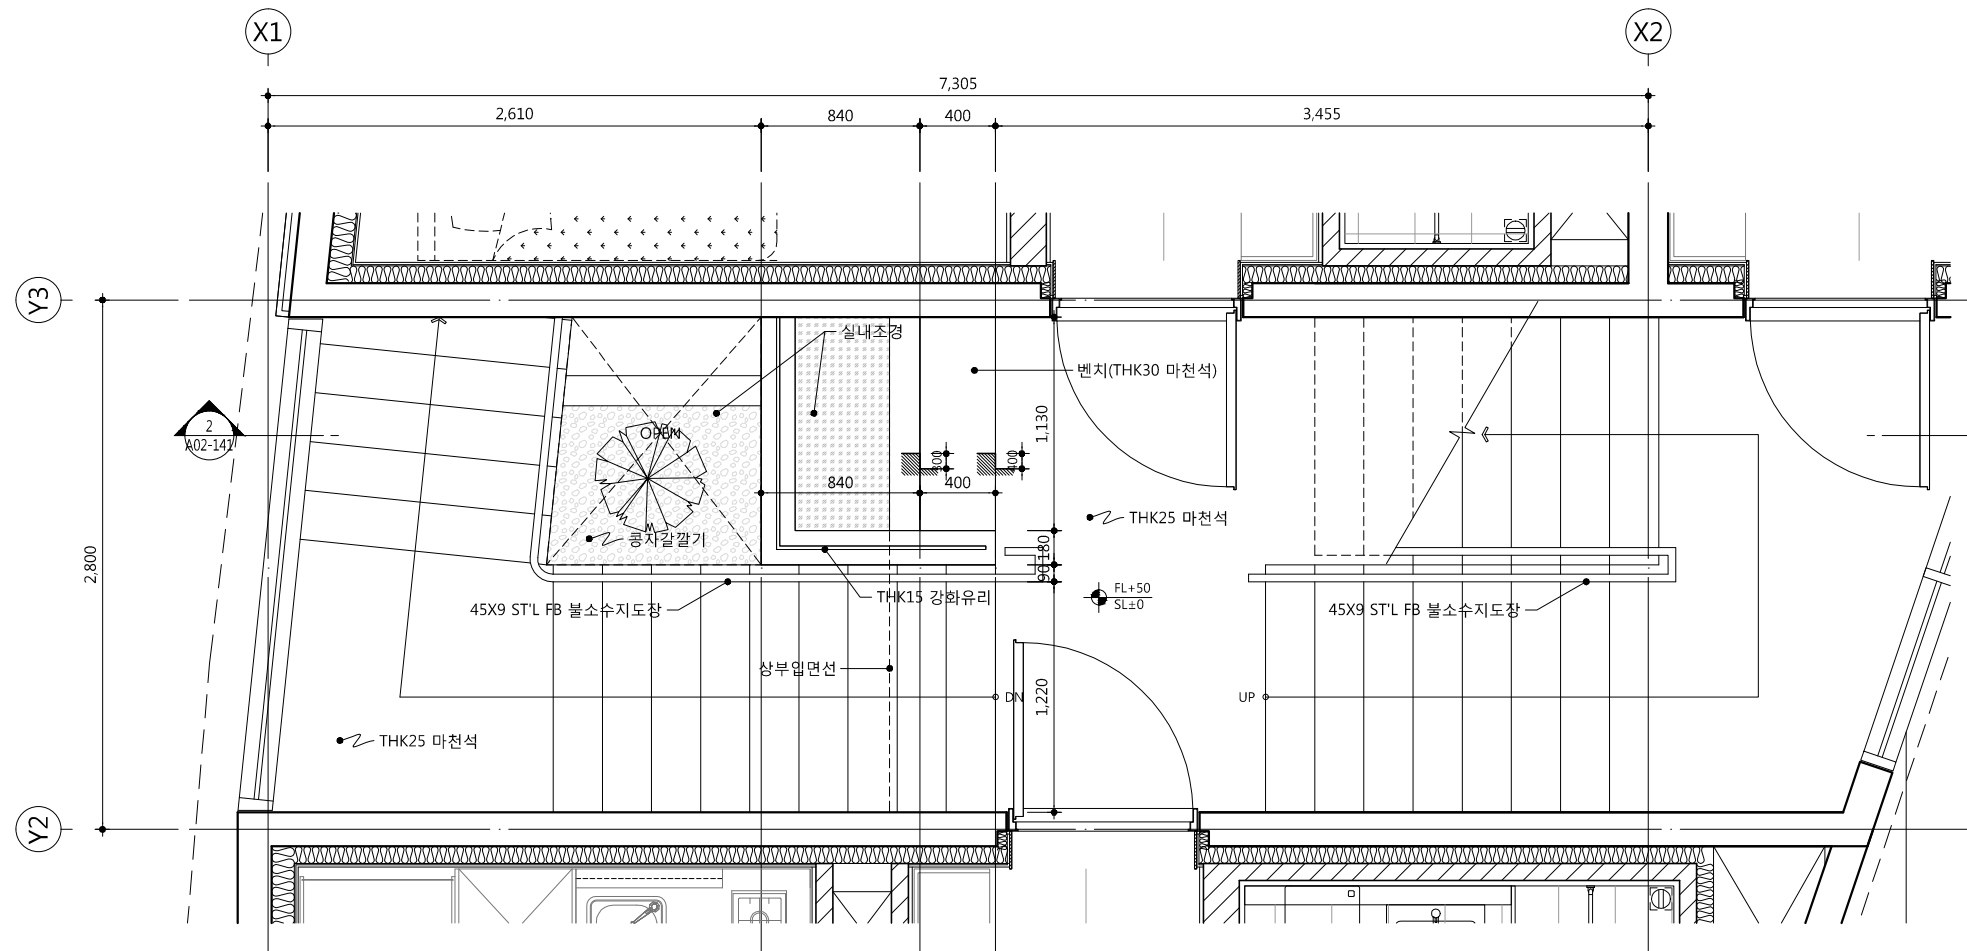 X1
X2
7,305
2,610
840
400
3,455
Y3
실내조경
벤치(THK30 마천석)
2
A02-141
OPEN
1,130
300
400
840
400
THK25 마천석
콩자갈깔기
180
90
2,800
THK15 강화유리
FL+50
SL±0
45X9 ST'L FB 불소수지도장
45X9 ST'L FB 불소수지도장
상부입면선
DN
1,220
UP
THK25 마천석
Y2